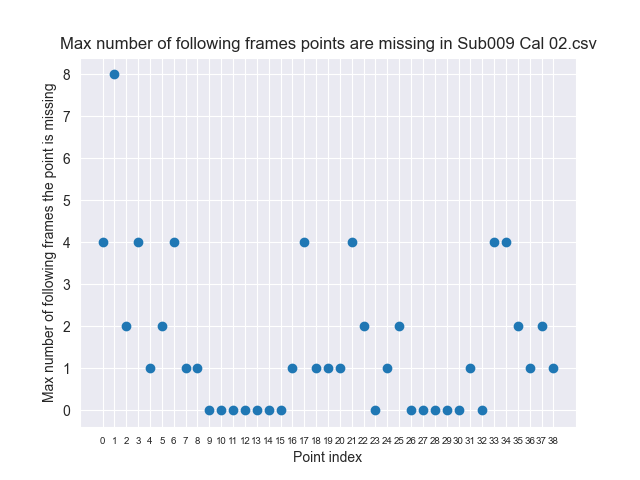 Max number of following frames points are missing in Sub009 Cal 02.csv
Max number of following frames the point is missing
8
7
6
5
4
3
2
1
0
0 1 2 3 4 5 6 7 8 9 10 11 12 13 14 15 16 17 18 19 20 21 22 23 24 25 26 27 28 29 30 31 32 33 34 35 36 37 38
Point index